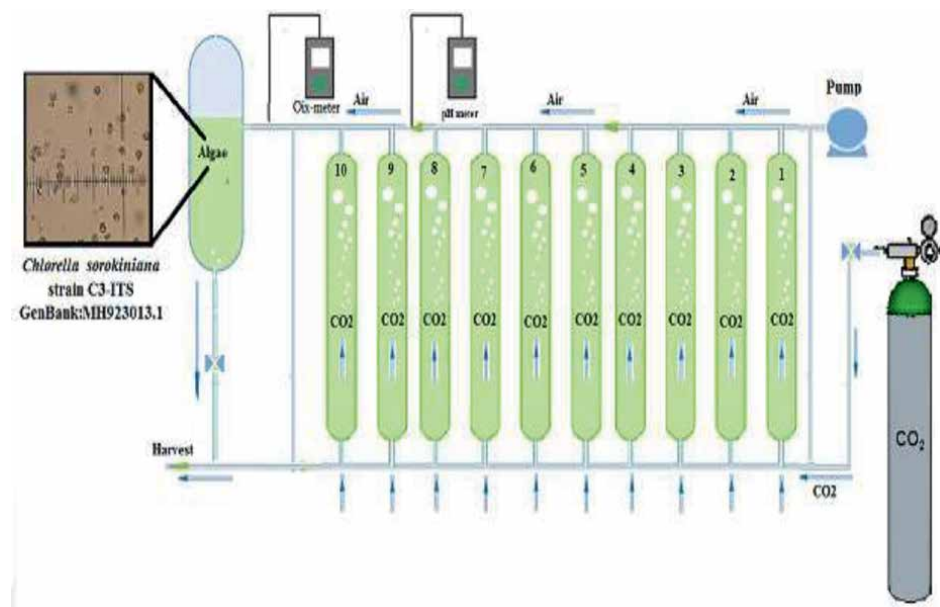 Oix-meter
pH meter
Air
Air
Air
Pump
Algae
10
9
8
7
6
5
4
3
2
1
Chlorella sorokiniana
strain C3-ITS
GenBank:MH923013.1
CO2
CO2
CO2
CO2
CO2
CO2
CO2
CO2
CO2
CO2
CO2
Harvest
CO2